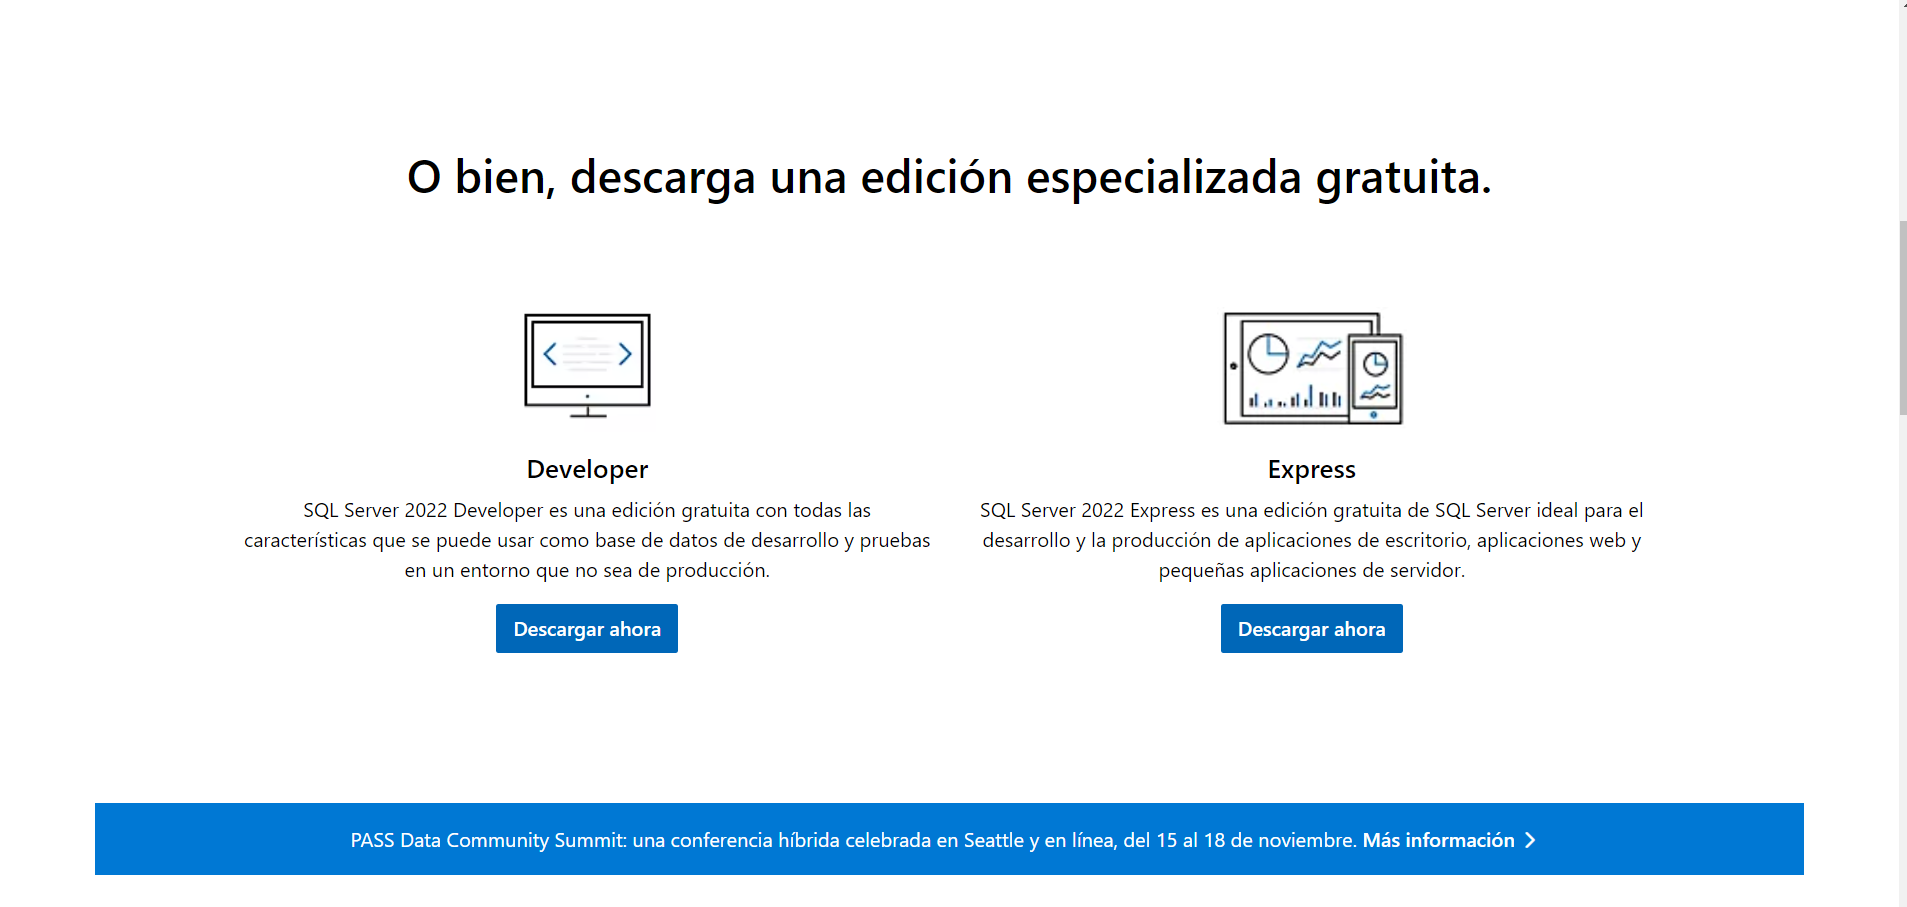 O bien, descarga una edición especializada gratuita.
Developer
SQL Server 2022 Developer es una edición gratuita con todas las
características que se puede usar como base de datos de desarrollo y pruebas
en un entorno que no sea de producción.
Descargar ahora
Express
SQL Server 2022 Express es una edición gratuita de SQL Server ideal para el
desarrollo y la producción de aplicaciones de escritorio, aplicaciones web y
pequeñas aplicaciones de servidor.
Descargar ahora
PASS Data Community Summit: una conferencia híbrida celebrada en Seattle y en línea, del 15 al 18 de noviembre. Más información